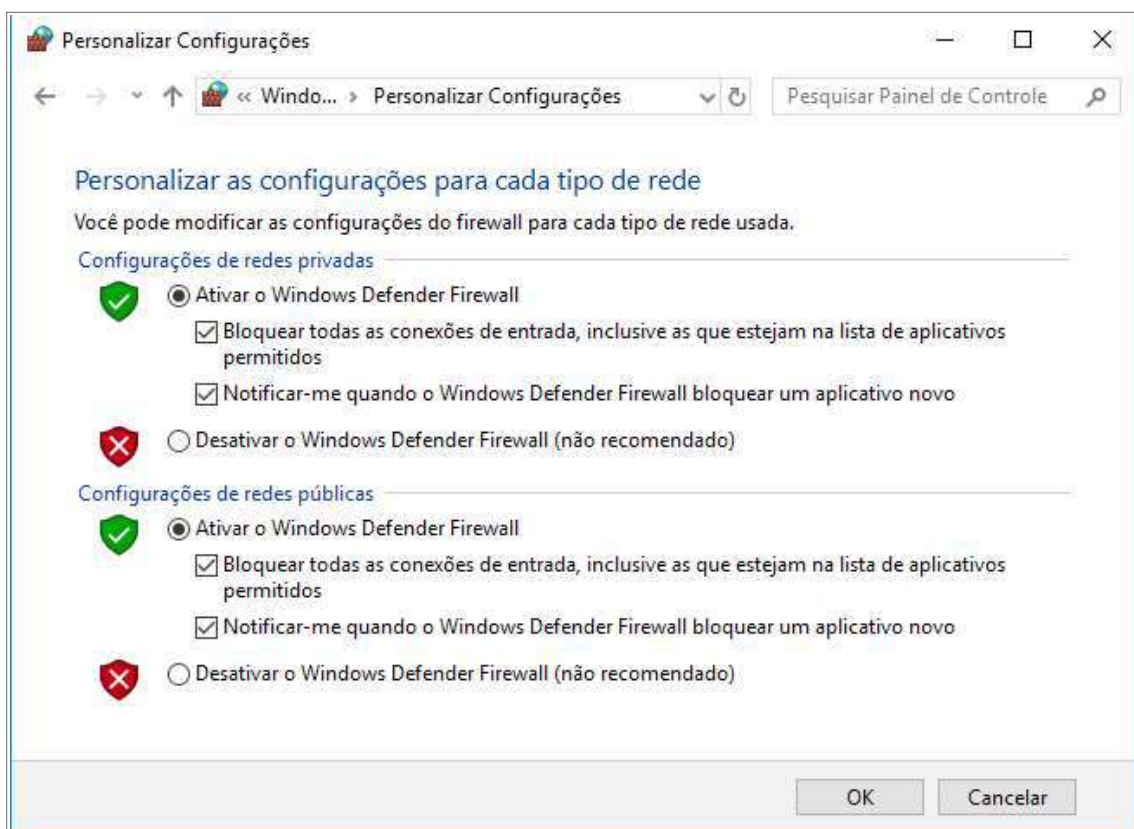 Personalizar Configurações
« Windo... › Personalizar Configurações
Pesquisar Painel de Controle
Personalizar as configurações para cada tipo de rede
Você pode modificar as configurações do firewall para cada tipo de rede usada.
Configurações de redes privadas
Ativar o Windows Defender Firewall
Bloquear todas as conexões de entrada, inclusive as que estejam na lista de aplicativos
permitidos
Notificar-me quando o Windows Defender Firewall bloquear um aplicativo novo
Desativar o Windows Defender Firewall (não recomendado)
Configurações de redes públicas
Ativar o Windows Defender Firewall
Bloquear todas as conexões de entrada, inclusive as que estejam na lista de aplicativos
permitidos
Notificar-me quando o Windows Defender Firewall bloquear um aplicativo novo
Desativar o Windows Defender Firewall (não recomendado)
OK
Cancelar